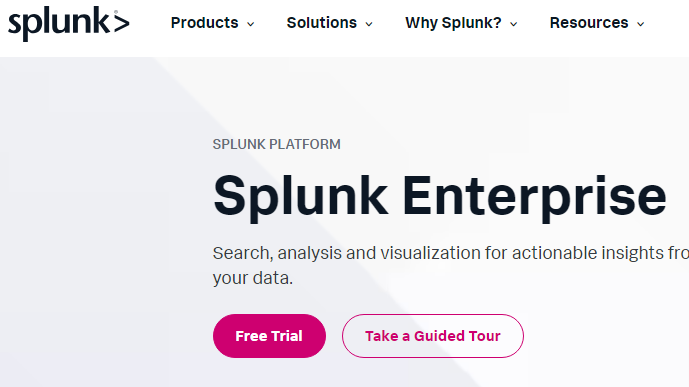 splunk>
Products Solutions Why Splunk? Resources
SPLUNK PLATFORM
Splunk Enterprise
Search, analysis and visualization for actionable insights fro
your data.
Free Trial Take a Guided Tour